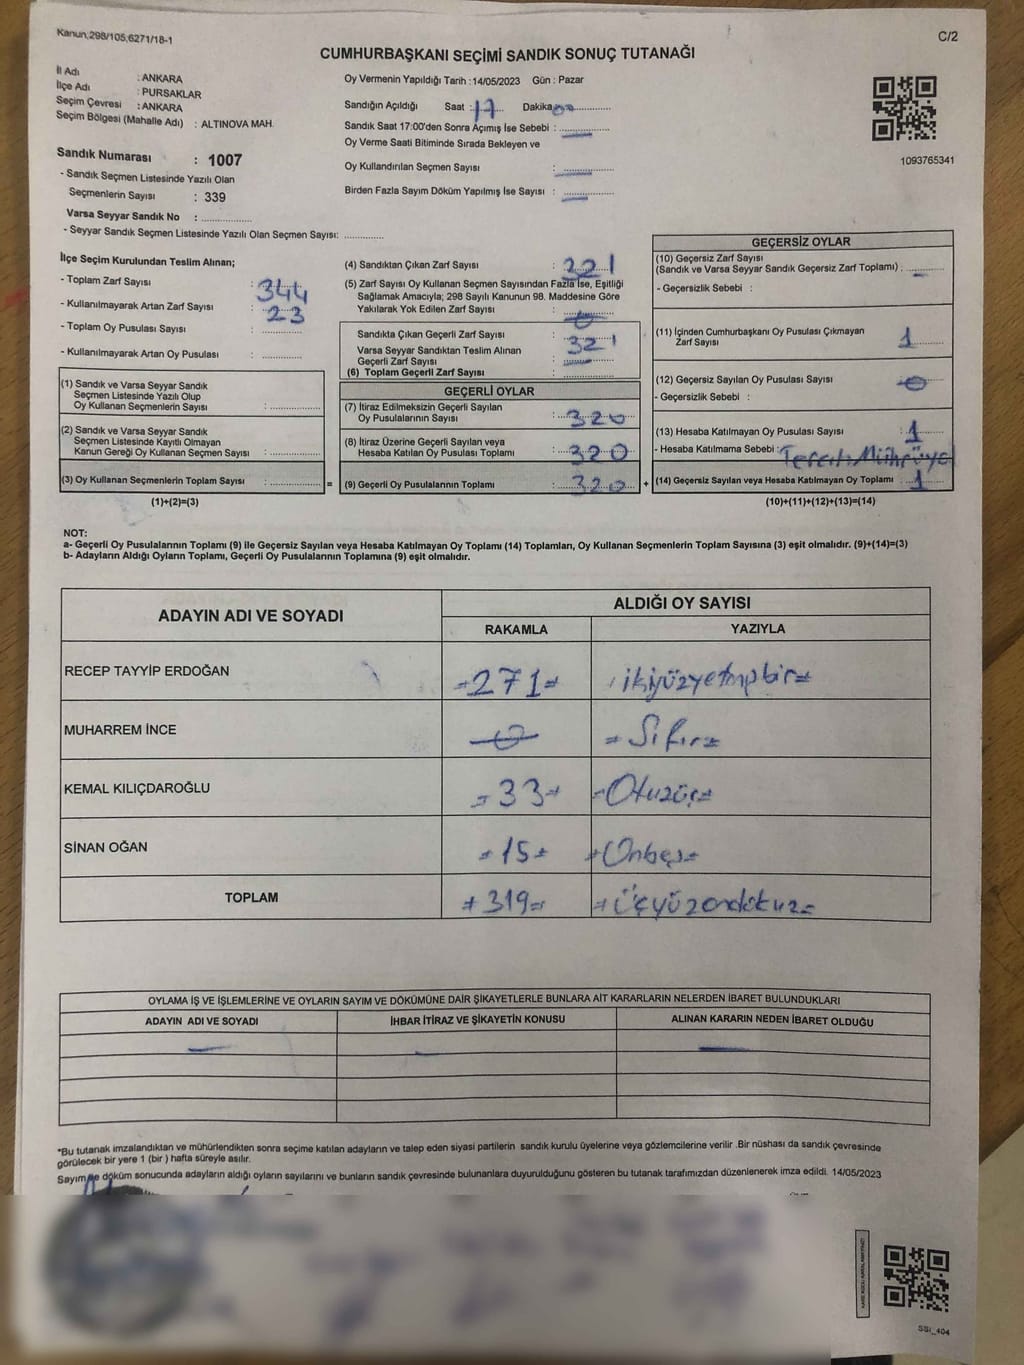 Kanun,298/105,6271/18-1
C/2
CUMHURBAŞKANI SEÇİMİ SANDIK SONUÇ TUTANAĞI
İl Adı : ANKARA
İlçe Adı : PURSAKLAR
Seçim Çevresi : ANKARA
Seçim Bölgesi (Mahalle Adı) : ALTINOVA MAH.
Sandık Numarası : 1007
- Sandık Seçmen Listesinde Yazılı Olan
Seçmenlerin Sayısı : 339
Varsa Seyyar Sandık No : ..............
- Seyyar Sandık Seçmen Listesinde Yazılı Olan Seçmen Sayısı: ..............
Oy Vermenin Yapıldığı Tarih :14/05/2023 Gün : Pazar
Sandığın Açıldığı Saat : 17 Dakika 00
Sandık Saat 17:00'den Sonra Açımış İse Sebebi :
Oy Verme Saati Bitiminde Sırada Bekleyen ve
Oy Kullandırılan Seçmen Sayısı :
Birden Fazla Sayım Döküm Yapılmış İse Sayısı :
1093765341
İlçe Seçim Kurulundan Teslim Alınan;
- Toplam Zarf Sayısı : 344
- Kullanılmayarak Artan Zarf Sayısı : 23
- Toplam Oy Pusulası Sayısı : ..............
- Kullanılmayarak Artan Oy Pusulası : ..............
(1) Sandık ve Varsa Seyyar Sandık
Seçmen Listesinde Yazılı Olup
Oy Kullanan Seçmenlerin Sayısı : ..............
(2) Sandık ve Varsa Seyyar Sandık
Seçmen Listesinde Kayıtlı Olmayan
Kanun Gereği Oy Kullanan Seçmen Sayısı : ..............
(3) Oy Kullanan Seçmenlerin Toplam Sayısı : .............. =
(1)+(2)=(3)
(4) Sandıktan Çıkan Zarf Sayısı : 321
(5) Zarf Sayısı Oy Kullanan Seçmen Sayısından Fazla İse, Eşitliği
Sağlamak Amacıyla; 298 Sayılı Kanunun 98. Maddesine Göre
Yakılarak Yok Edilen Zarf Sayısı : 0
Sandıkta Çıkan Geçerli Zarf Sayısı : 321
Varsa Seyyar Sandıktan Teslim Alınan
Geçerli Zarf Sayısı :
(6) Toplam Geçerli Zarf Sayısı : ..............
GEÇERLİ OYLAR
(7) İtiraz Edilmeksizin Geçerli Sayılan
Oy Pusulalarının Sayısı : 320
(8) İtiraz Üzerine Geçerli Sayılan veya
Hesaba Katılan Oy Pusulası Toplamı : 320
(9) Geçerli Oy Pusulalarının Toplamı : 320 +
GEÇERSİZ OYLAR
(10) Geçersiz Zarf Sayısı
(Sandık ve Varsa Seyyar Sandık Geçersiz Zarf Toplamı) :
- Geçersizlik Sebebi :
(11) İçinden Cumhurbaşkanı Oy Pusulası Çıkmayan
Zarf Sayısı : 1
(12) Geçersiz Sayılan Oy Pusulası Sayısı : 0
- Geçersizlik Sebebi :
(13) Hesaba Katılmayan Oy Pusulası Sayısı : 1
- Hesaba Katılmama Sebebi : Tercih Mührü yok
(14) Geçersiz Sayılan veya Hesaba Katılmayan Oy Toplamı : 1
(10)+(11)+(12)+(13)=(14)
NOT:
a- Geçerli Oy Pusulalarının Toplamı (9) ile Geçersiz Sayılan veya Hesaba Katılmayan Oy Toplamı (14) Toplamları, Oy Kullanan Seçmenlerin Toplam Sayısına (3) eşit olmalıdır. (9)+(14)=(3)
b- Adayların Aldığı Oyların Toplamı, Geçerli Oy Pusulalarının Toplamına (9) eşit olmalıdır.
ADAYIN ADI VE SOYADI ALDIĞI OY SAYISI
RAKAMLA YAZIYLA
RECEP TAYYİP ERDOĞAN =271= ikiyüzyetmişbir=
MUHARREM İNCE 0 = Sıfır=
KEMAL KILIÇDAROĞLU =33= =Otuzüç=
SİNAN OĞAN =15= =Onbeş=
TOPLAM =319= =Üçyüzondokuz=
OYLAMA İŞ VE İŞLEMLERİNE VE OYLARIN SAYIM VE DÖKÜMÜNE DAİR ŞİKAYETLERLE BUNLARA AİT KARARLARIN NELERDEN İBARET BULUNDUKLARI
ADAYIN ADI VE SOYADI İHBAR İTİRAZ VE ŞİKAYETİN KONUSU ALINAN KARARIN NEDEN İBARET OLDUĞU
*Bu tutanak imzalandıktan ve mühürlendikten sonra seçime katılan adayların ve talep eden siyasi partilerin sandık kurulu üyelerine veya gözlemcilerine verilir .Bir nüshası da sandık çevresinde
görülecek bir yere 1 (bir ) hafta süreyle asılır.
Sayım ve döküm sonucunda adayların aldığı oyların sayılarını ve bunların sandık çevresinde bulunanlara duyurulduğunu gösteren bu tutanak tarafımızdan düzenlenerek imza edildi. 14/05/2023
SSI_404